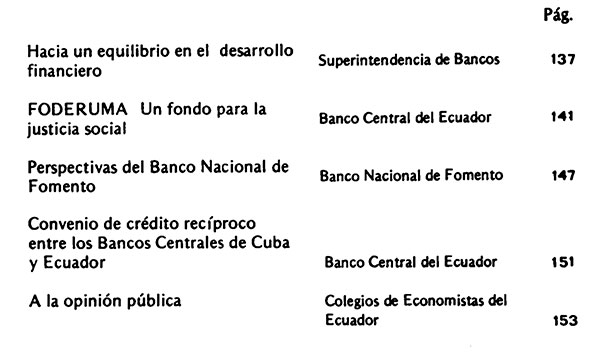 Pág.
Hacia un equilibrio en el desarrollo
financiero Superintendencia de Bancos 137
FODERUMA Un fondo para la
justicia social Banco Central del Ecuador 141
Perspectivas del Banco Nacional de
Fomento Banco Nacional de Fomento 147
Convenio de crédito recíproco
entre los Bancos Centrales de Cuba
y Ecuador Banco Central del Ecuador 151
A la opinión pública Colegios de Economistas del
Ecuador 153